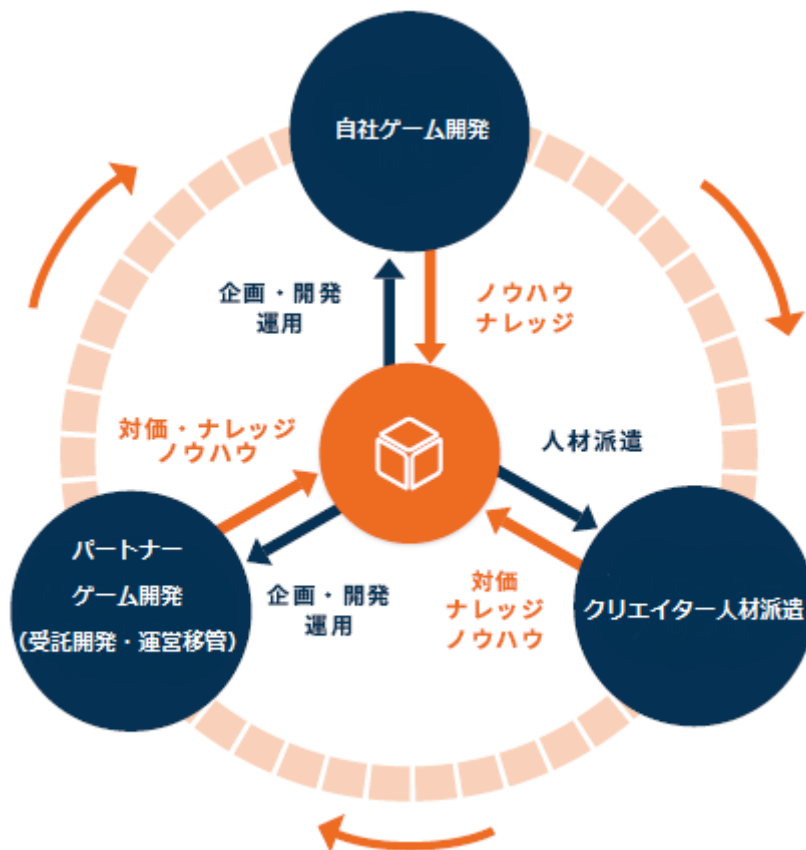 自社ゲーム開発
企画・開発
運用
ノウハウ
ナレッジ
対価・ナレッジ
ノウハウ
人材派遣
パートナー
ゲーム開発
（受託開発・運営移管）
企画・開発
運用
対価
ナレッジ
ノウハウ
クリエイター人材派遣